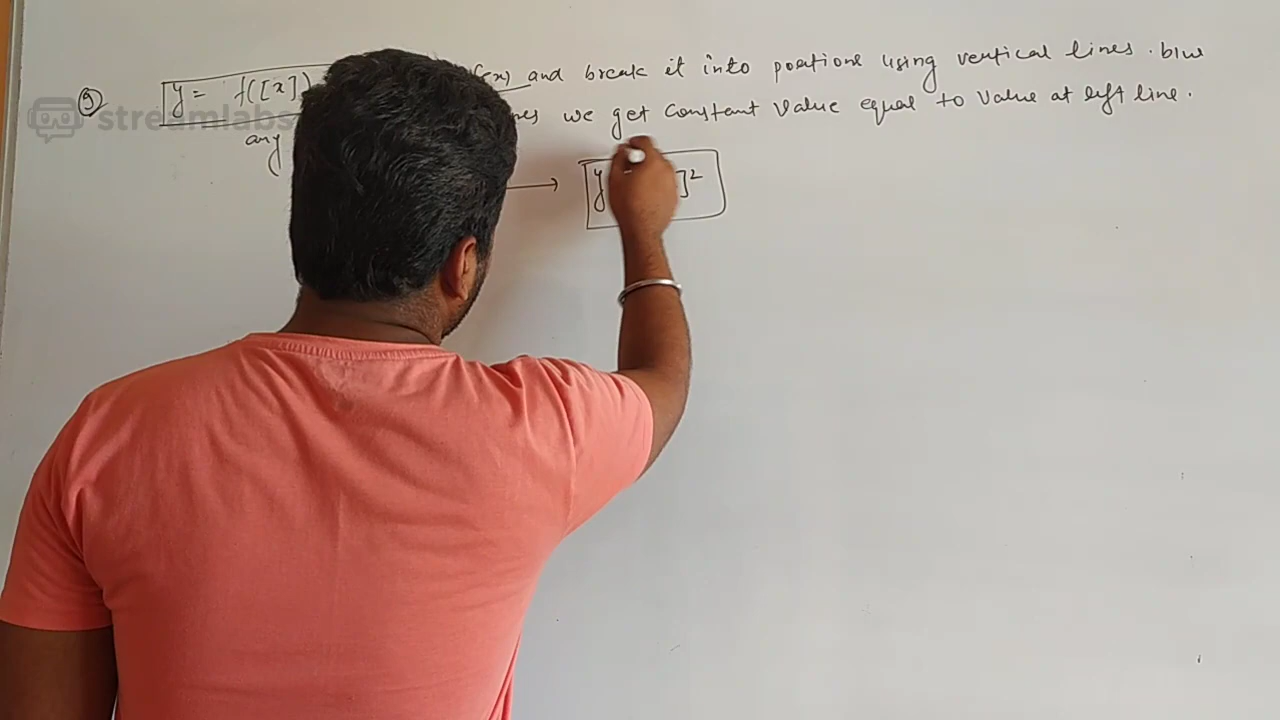 9 y = f([x]) (x) and break it into portions using vertical lines. b/w
streamlabs
any we get constant value equal to value at left line.
y ]²